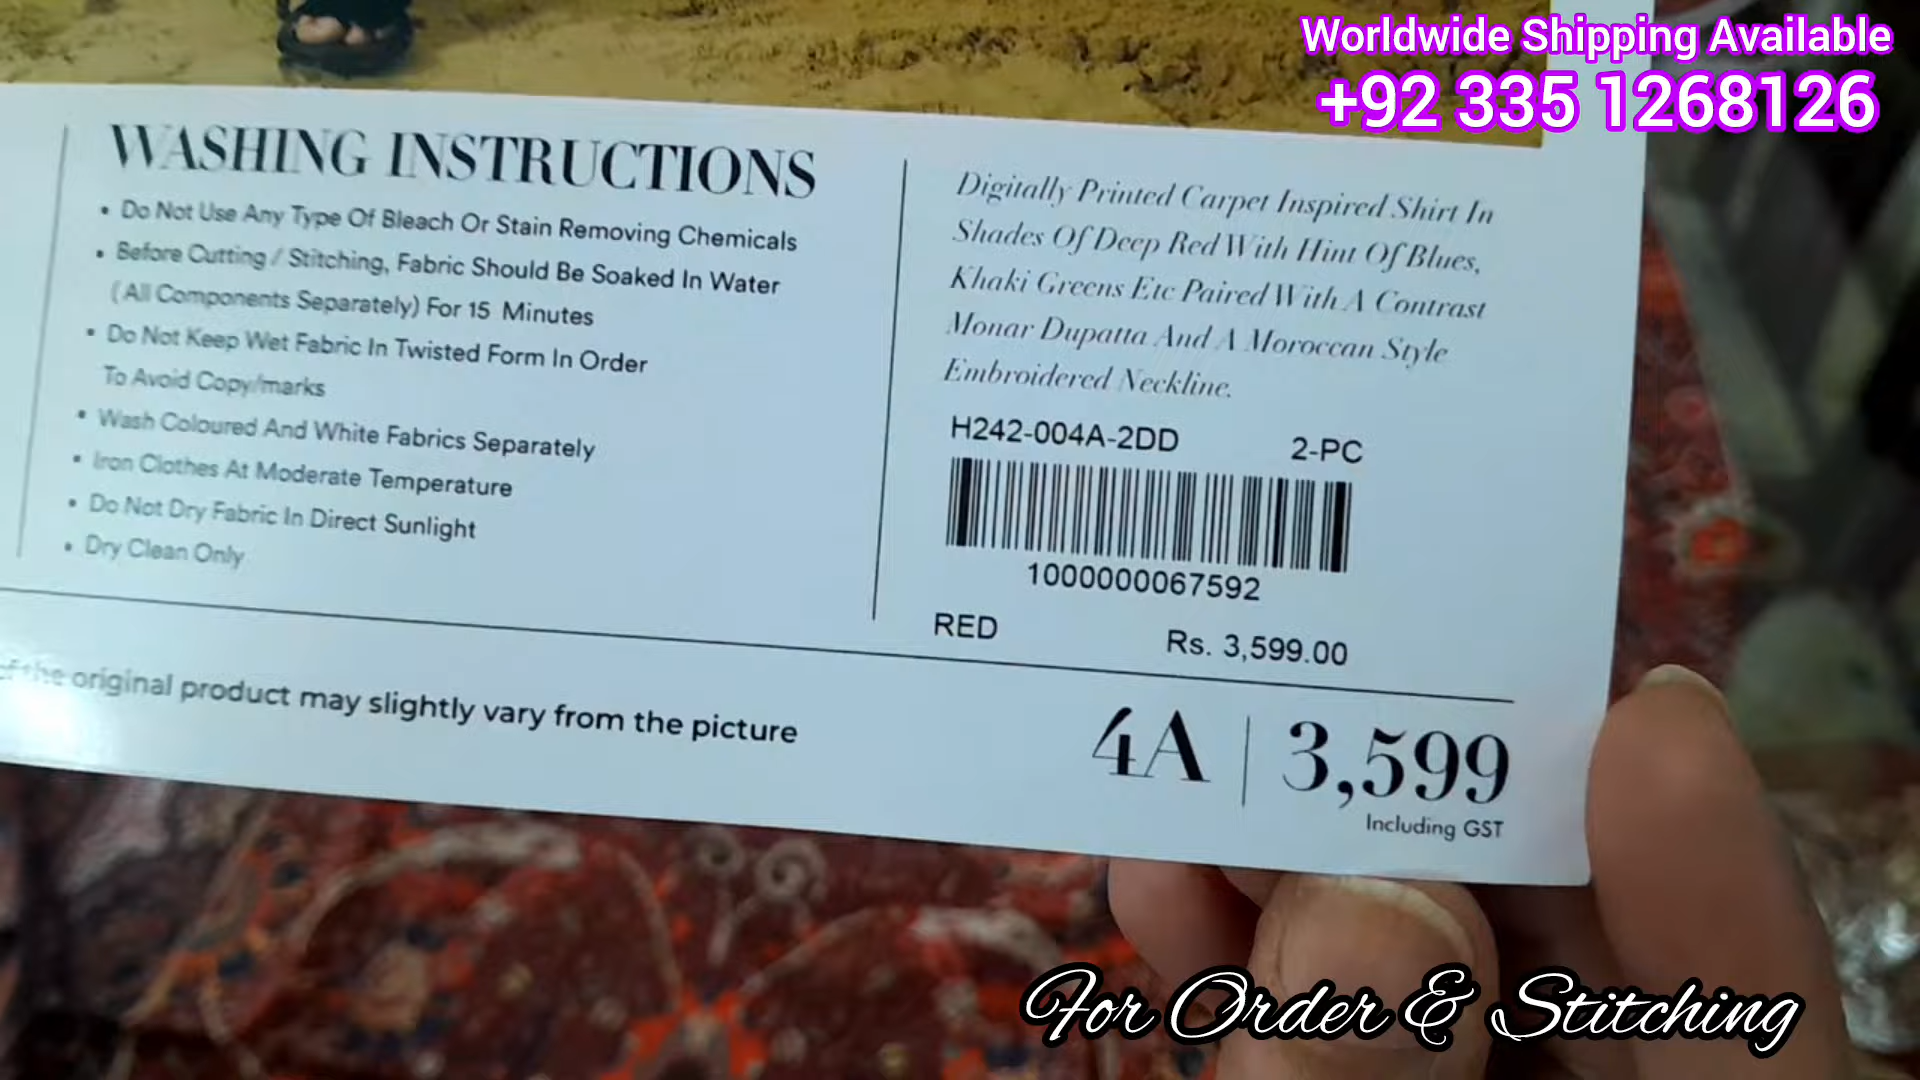 Worldwide Shipping Available
+92 335 1268126
WASHING INSTRUCTIONS
• Do Not Use Any Type Of Bleach Or Stain Removing Chemicals
• Before Cutting / Stitching, Fabric Should Be Soaked In Water
(All Components Separately) For 15 Minutes
• Do Not Keep Wet Fabric In Twisted Form In Order
To Avoid Copy/marks
• Wash Coloured And White Fabrics Separately
• Iron Clothes At Moderate Temperature
• Do Not Dry Fabric In Direct Sunlight
• Dry Clean Only
Digitally Printed Carpet Inspired Shirt In
Shades Of Deep Red With Hint Of Blues,
Khaki Greens Etc Paired With A Contrast
Monar Dupatta And A Moroccan Style
Embroidered Neckline.
H242-004A-2DD 2-PC
1000000067592
RED Rs. 3,599.00
of the original product may slightly vary from the picture
4A | 3,599
Including GST
For Order & Stitching